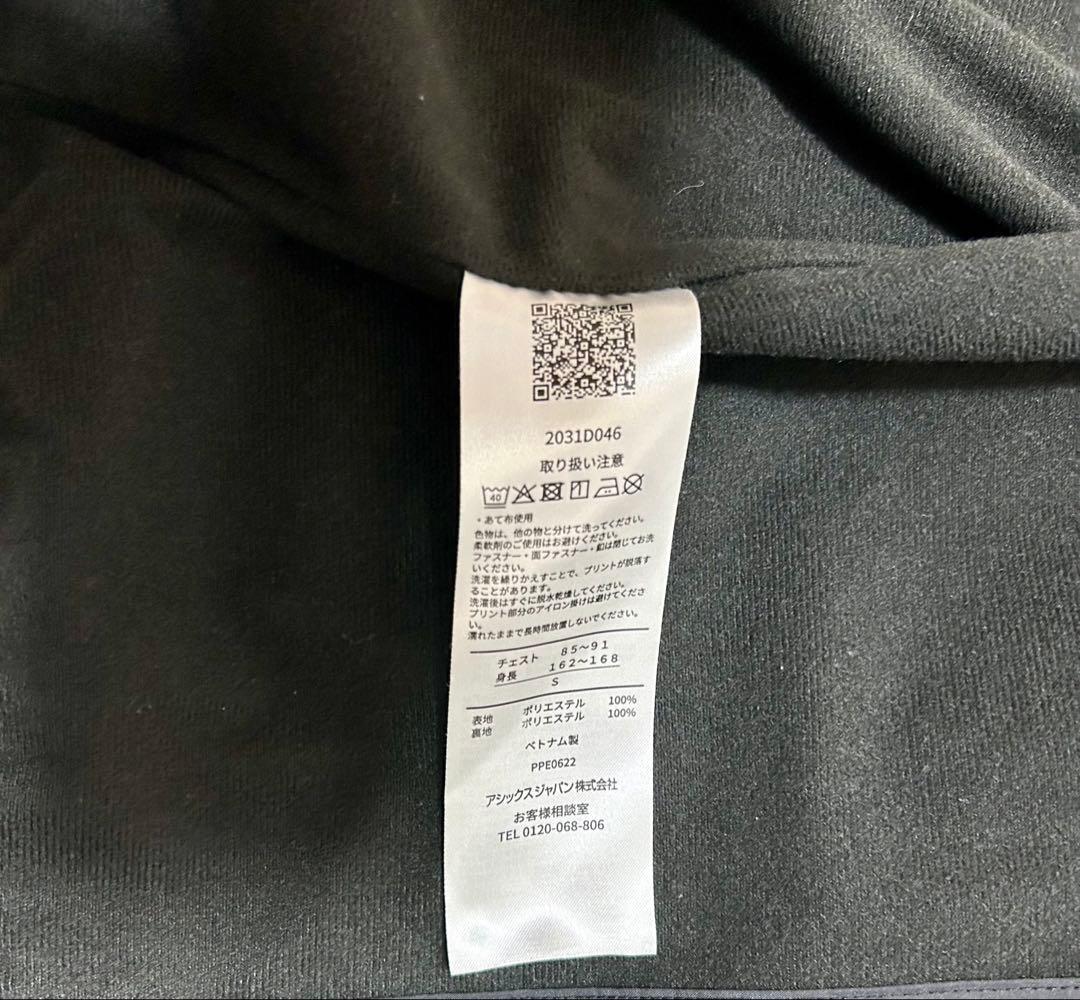 2031D046
取り扱い注意
40
・あて布使用
色物は、他の物と分けて洗ってください。
柔軟剤のご使用はお避けください。
ファスナー・面ファスナー・釦は閉じてお洗
いください。
洗濯を繰りかえすことで、プリントが脱落す
ることがあります。
洗濯後はすぐに脱水乾燥してください。
プリント部分のアイロン掛けは避けてくださ
い。
濡れたままで長時間放置しないでください。
チェスト 85～91
身長 162～168
S
表地 ポリエステル 100%
裏地 ポリエステル 100%
ベトナム製
PPE0622
アシックスジャパン株式会社
お客様相談室
TEL 0120-068-806